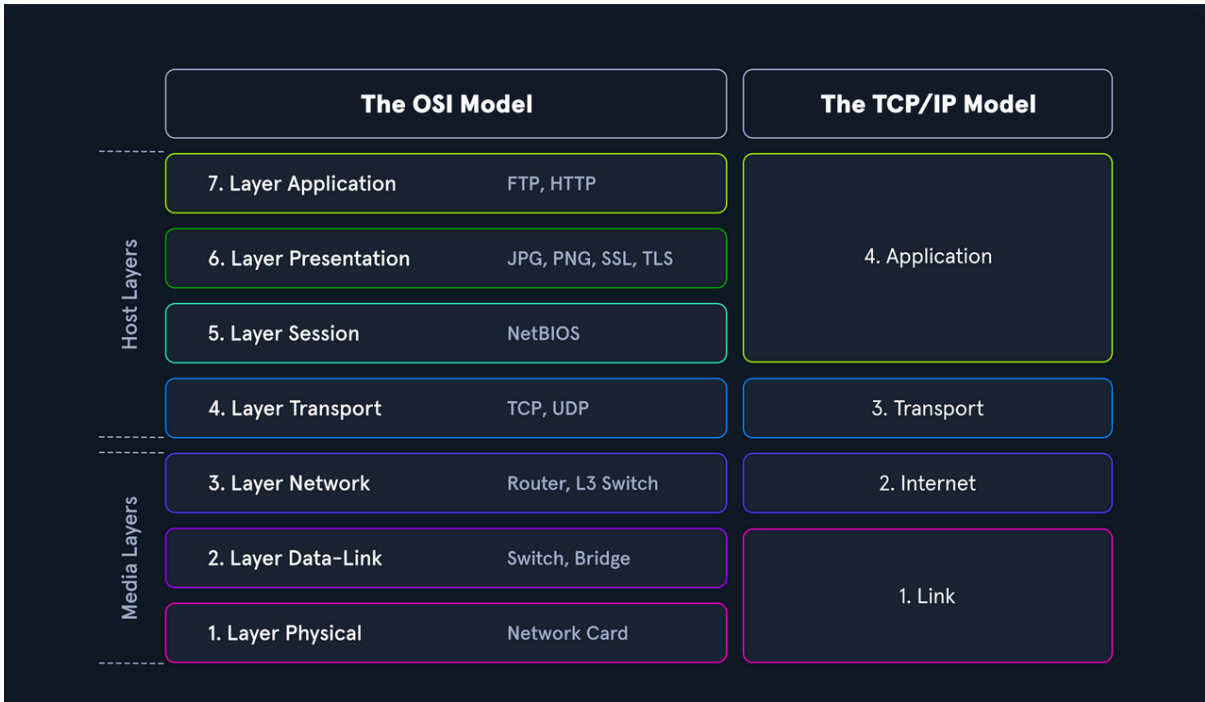 The OSI Model
The TCP/IP Model
Host Layers
7. Layer Application FTP, HTTP
6. Layer Presentation JPG, PNG, SSL, TLS
5. Layer Session NetBIOS
4. Application
4. Layer Transport TCP, UDP
3. Transport
Media Layers
3. Layer Network Router, L3 Switch
2. Internet
2. Layer Data-Link Switch, Bridge
1. Layer Physical Network Card
1. Link